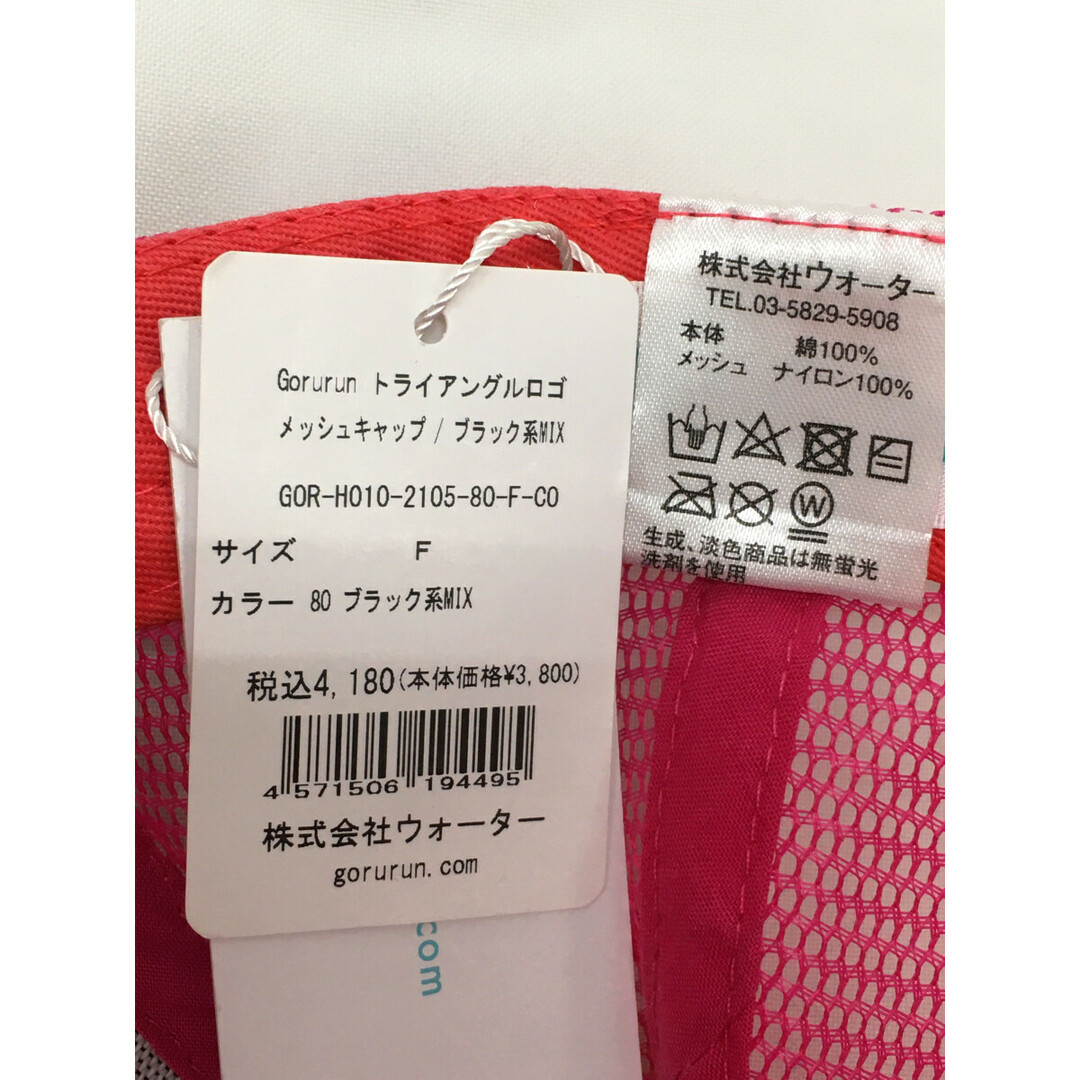 Gorurun トライアングルロゴ
メッシュキャップ / ブラック系MIX
GOR-H010-2105-80-F-CO
サイズ F
カラー 80 ブラック系MIX
税込4,180(本体価格¥3,800)
4 571506 194495
株式会社ウォーター
gorurun.com
.com
株式会社ウォーター
TEL.03-5829-5908
本体 綿100%
メッシュ ナイロン100%
W
生成、淡色商品は無蛍光
洗剤を使用